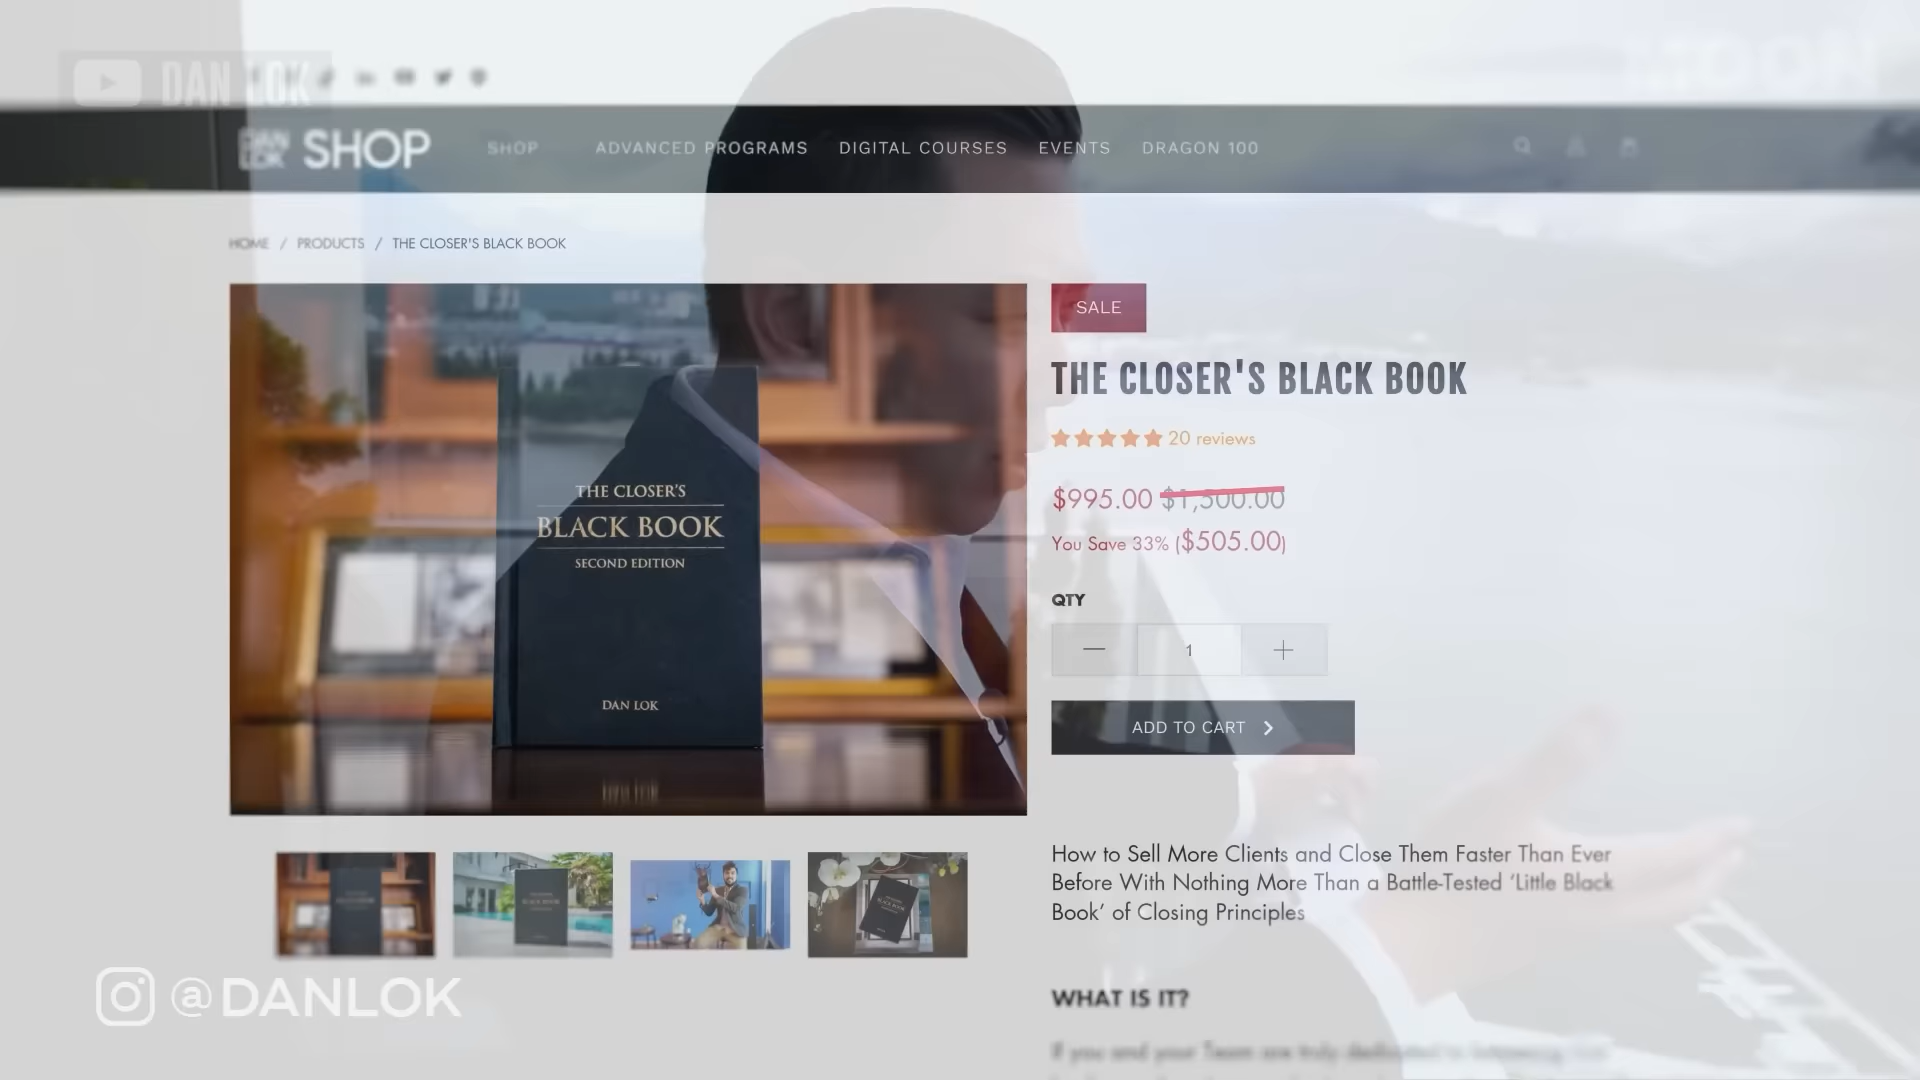 DAN LOK
DAN LOK SHOP
SHOP ADVANCED PROGRAMS DIGITAL COURSES EVENTS DRAGON 100
HOME / PRODUCTS / THE CLOSER'S BLACK BOOK
SALE
THE CLOSER'S BLACK BOOK
20 reviews
$995.00 $1,500.00
You Save 33% ($505.00)
QTY
— 1 +
ADD TO CART
THE CLOSER'S
BLACK BOOK
SECOND EDITION
DAN LOK
How to Sell More Clients and Close Them Faster Than Ever
Before With Nothing More Than a Battle-Tested ‘Little Black
Book’ of Closing Principles
WHAT IS IT?
@DANLOK